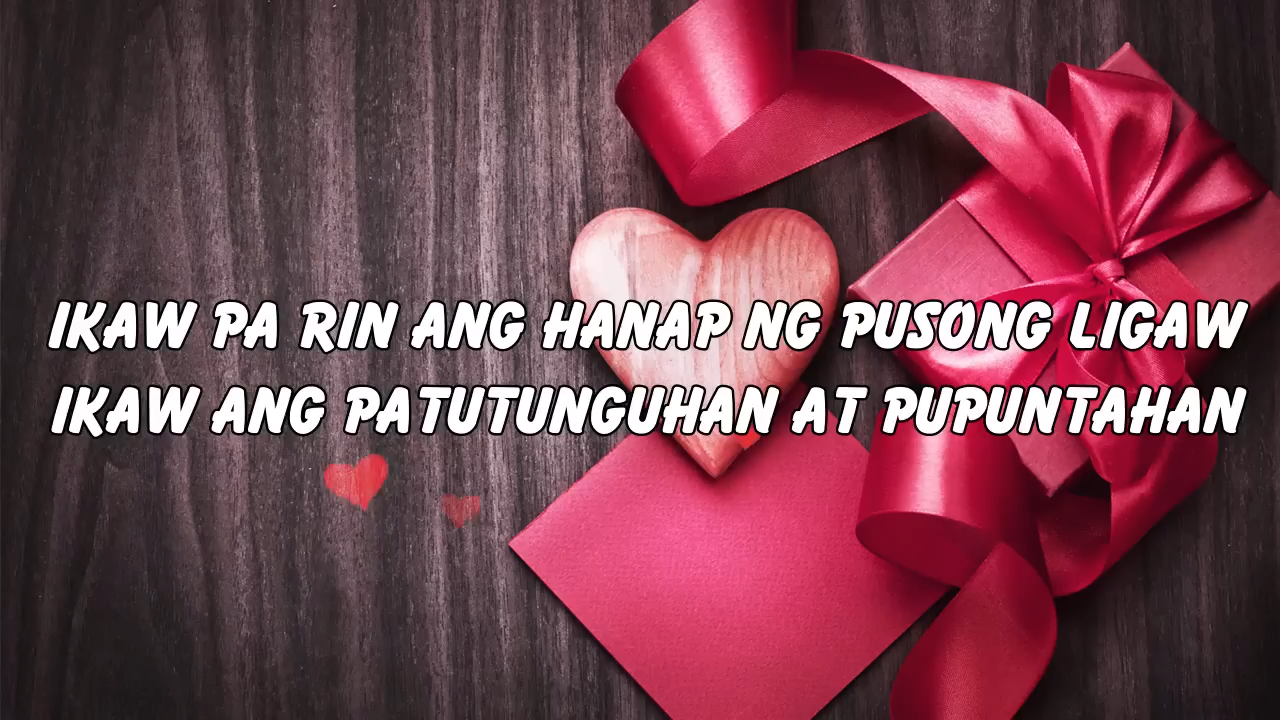 IKAW PA RIN ANG HANAP NG PUSONG LIGAW
IKAW ANG PATUTUNGUHAN AT PUPUNTAHAN